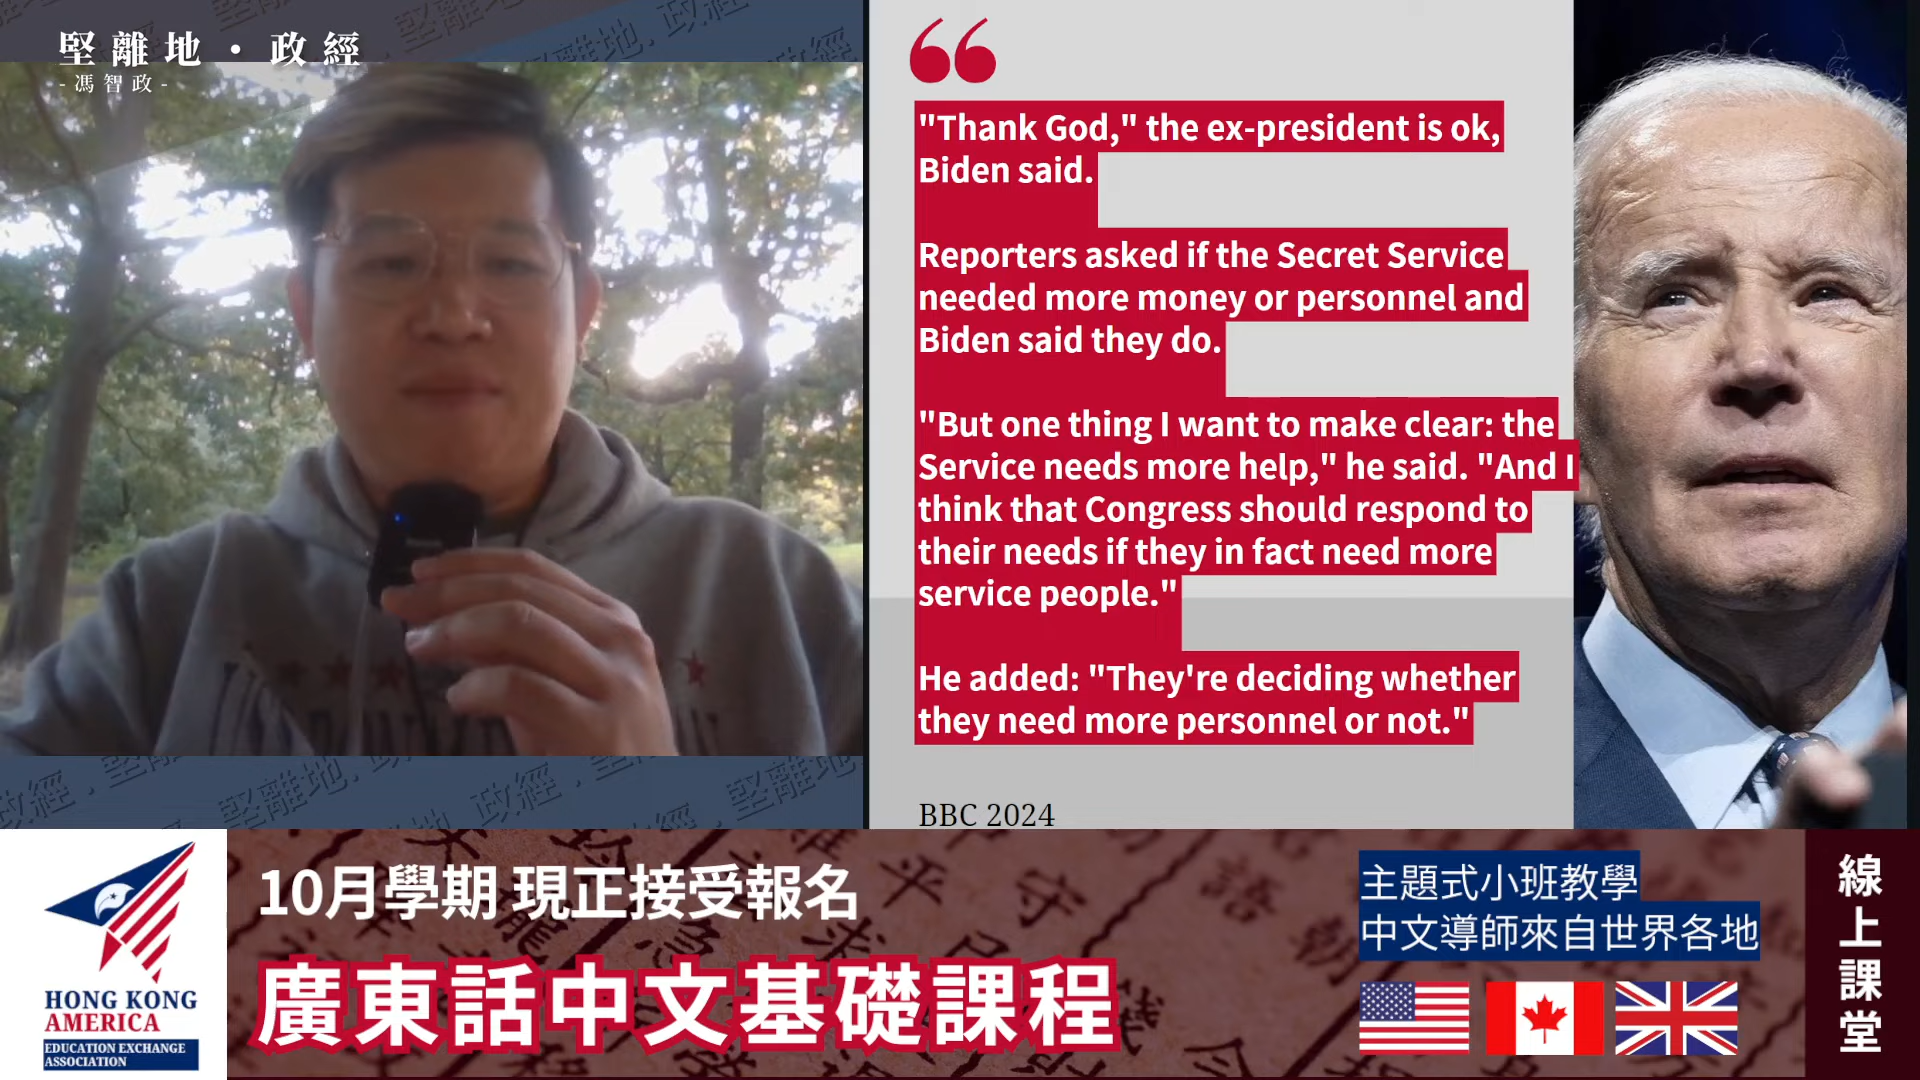 堅離地・政經
-馮智政-
"Thank God," the ex-president is ok,
Biden said.
Reporters asked if the Secret Service
needed more money or personnel and
Biden said they do.
"But one thing I want to make clear: the
Service needs more help," he said. "And I
think that Congress should respond to
their needs if they in fact need more
service people."
He added: "They're deciding whether
they need more personnel or not."
BBC 2024
HONG KONG
AMERICA
EDUCATION EXCHANGE
ASSOCIATION
10月學期 現正接受報名
廣東話中文基礎課程
主題式小班教學
中文導師來自世界各地
線上課堂